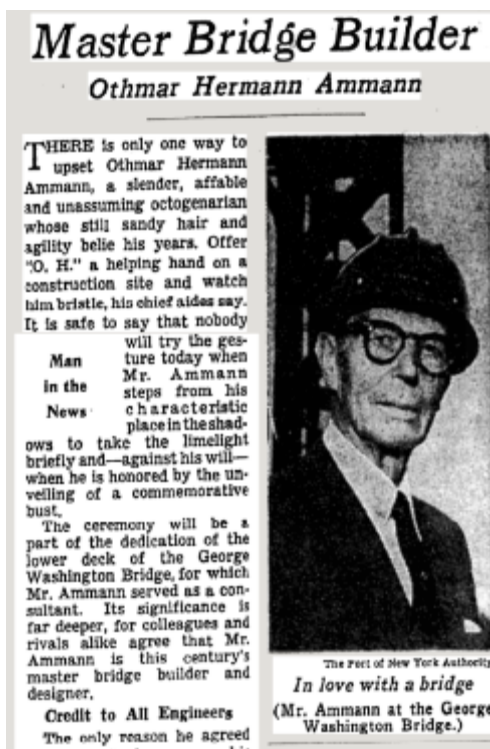 Master Bridge Builder
Othmar Hermann Ammann
THERE is only one way to
upset Othmar Hermann
Ammann, a slender, affable
and unassuming octogenarian
whose still sandy hair and
agility belie his years. Offer
"O. H." a helping hand on a
construction site and watch
him bristle, his chief aides say.
It is safe to say that nobody
will try the ges-
ture today when
Mr. Ammann
steps from his
characteristic
place in the shad-
ows to take the limelight
briefly and—against his will—
when he is honored by the un-
veiling of a commemorative
bust.
Man
in the
News
The ceremony will be a
part of the dedication of the
lower deck of the George
Washington Bridge, for which
Mr. Ammann served as a con-
sultant. Its significance is
far deeper, for colleagues and
rivals alike agree that Mr.
Ammann is this century's
master bridge builder and
designer.
Credit to All Engineers
The only reason he agreed
The Port of New York Authority
In love with a bridge
(Mr. Ammann at the George
Washington Bridge.)